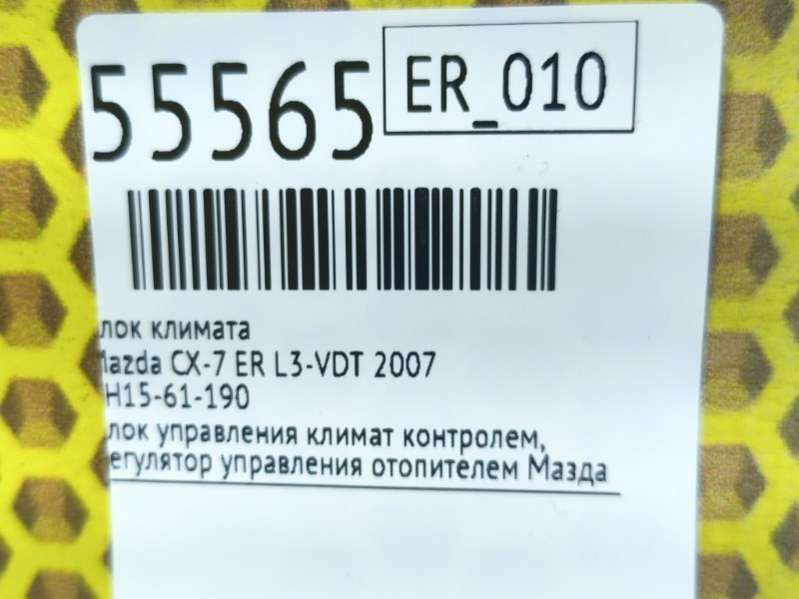 55565
ER_010
лок климата
Mazda CX-7 ER L3-VDT 2007
H15-61-190
лок управления климат контролем,
егулятор управления отопителем Мазда